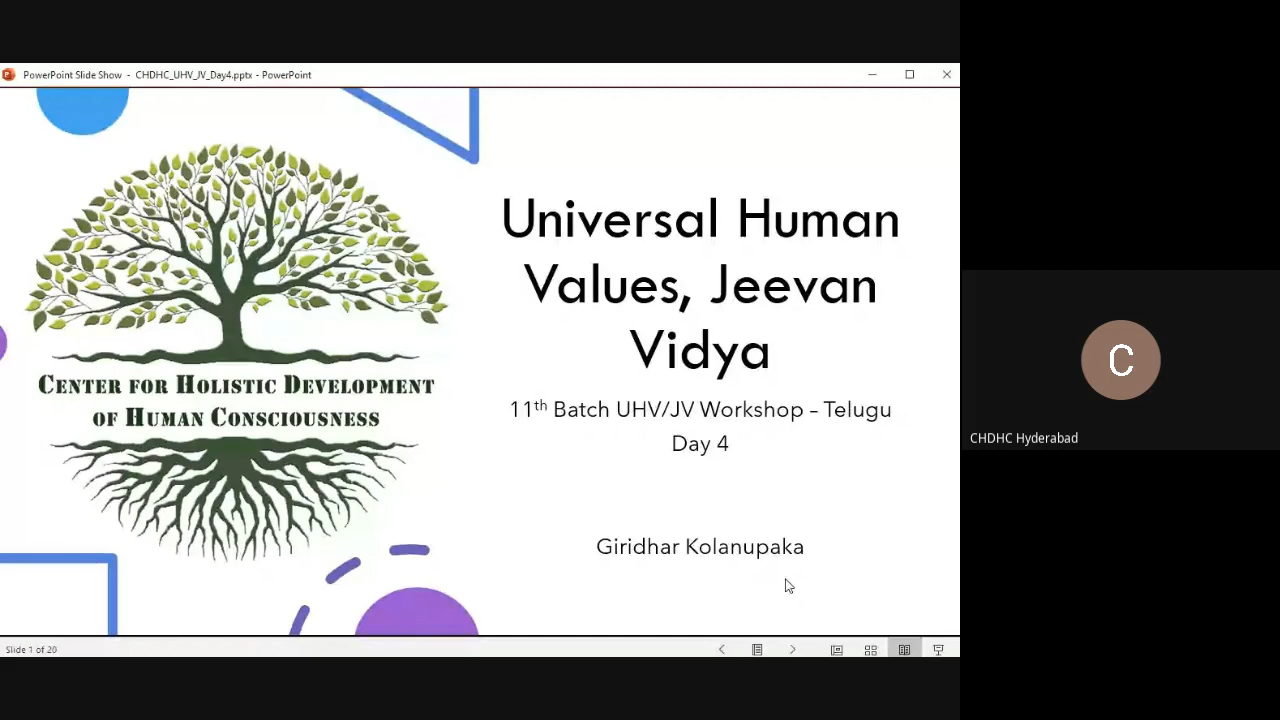 PowerPoint Slide Show - CHDHC_UHV_JV_Day4.pptx - PowerPoint
CENTER FOR HOLISTIC DEVELOPMENT
OF HUMAN CONSCIOUSNESS
Universal Human
Values, Jeevan
Vidya
11th Batch UHV/JV Workshop – Telugu
Day 4
Giridhar Kolanupaka
Slide 1 of 20
C
CHDHC Hyderabad